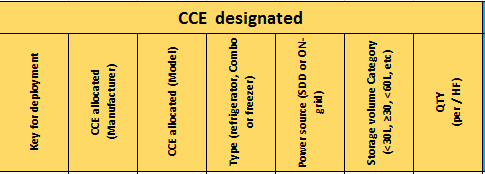 CCE designated
Key for deployment
CCE allocated
(Manufacturer)
CCE allocated (Model)
Type (refrigerator, Combo
or freezer)
Power source (SDD or ON-
grid)
Storage volume Category
(<30L, ≥30, <60L, etc)
QTY
(per / HF)